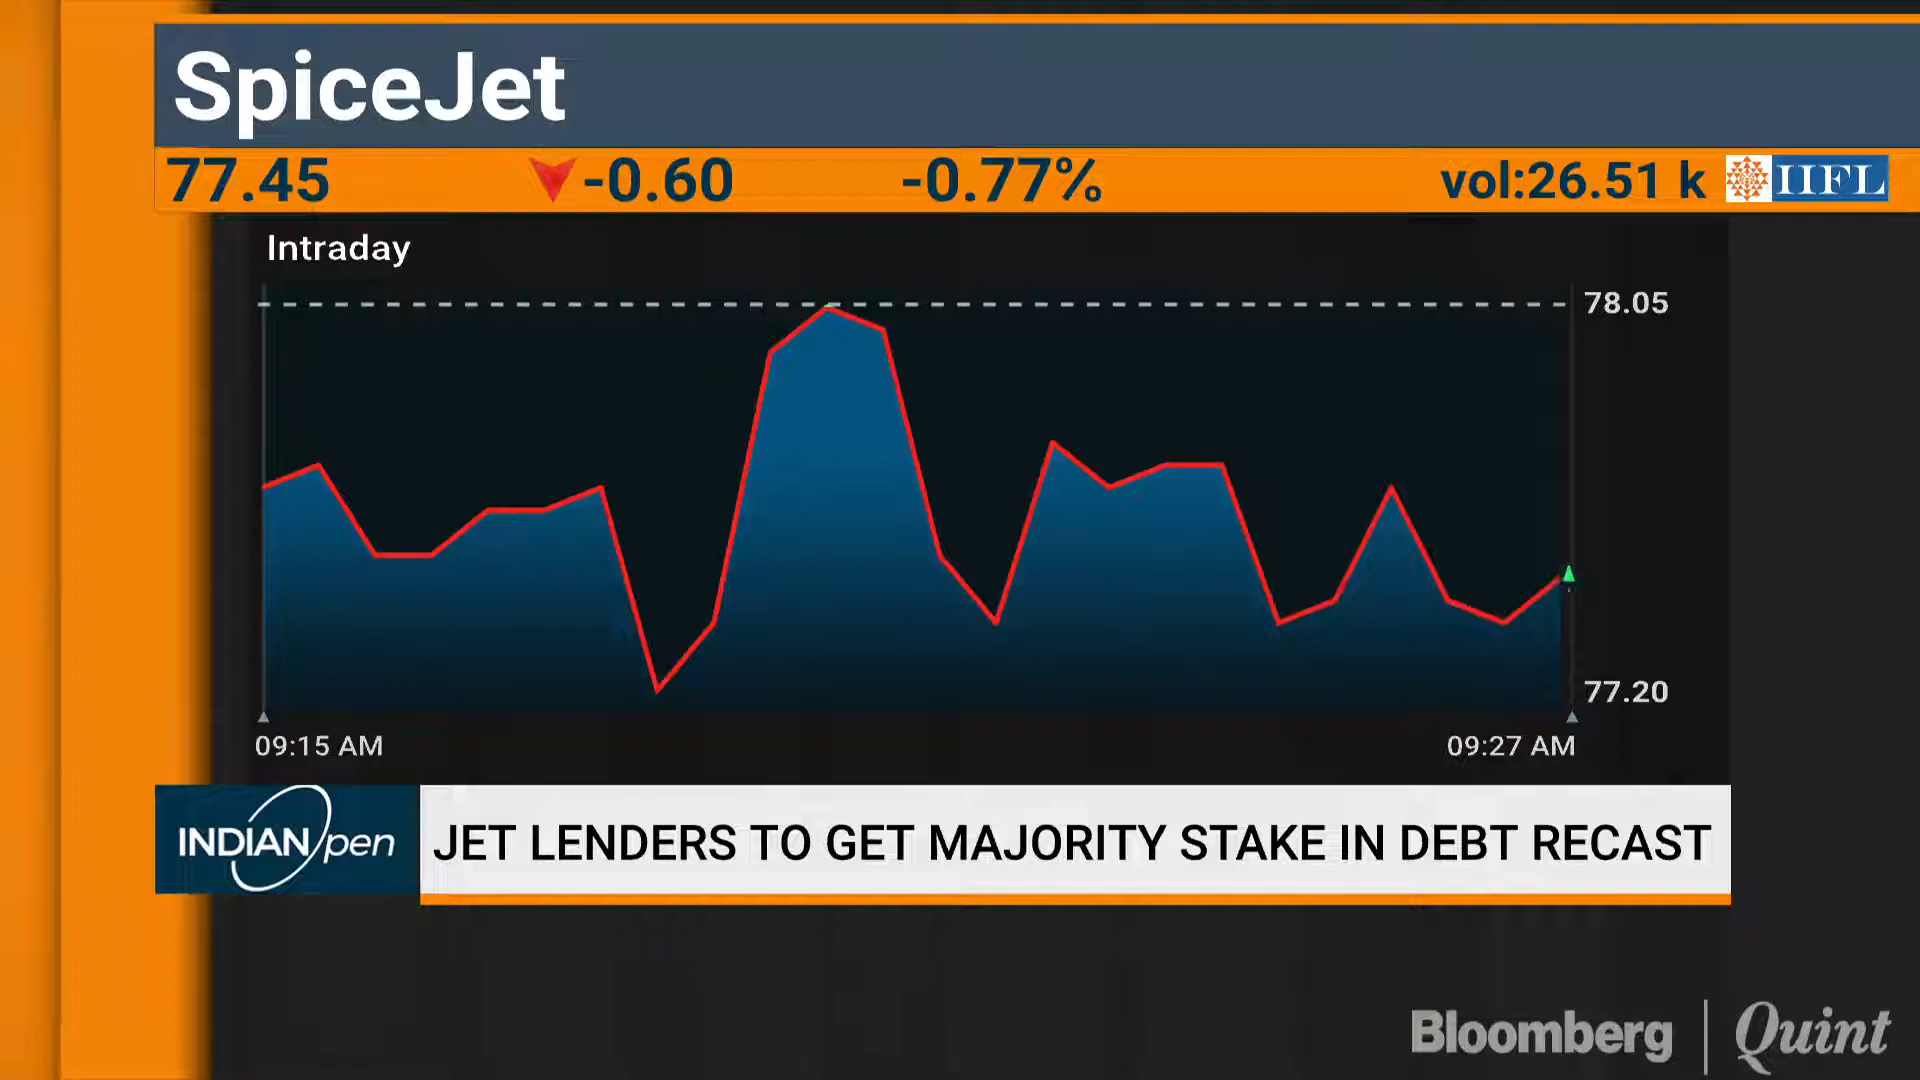 SpiceJet
77.45 -0.60 -0.77% vol:26.51 k IIFL
Intraday
78.05
77.20
09:15 AM 09:27 AM
INDIAN Open JET LENDERS TO GET MAJORITY STAKE IN DEBT RECAST
Bloomberg | Quint